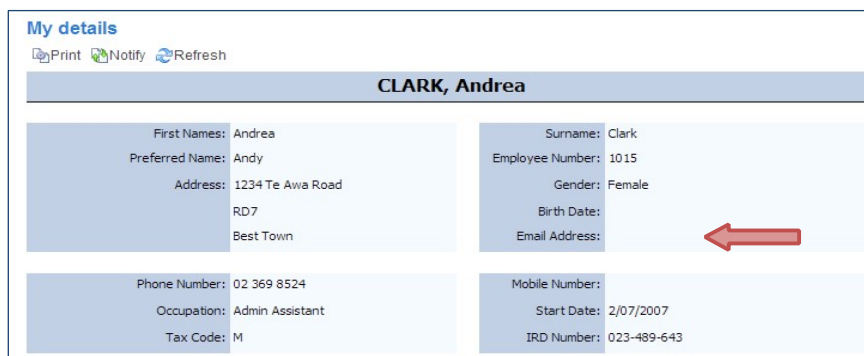 My details
Print Notify Refresh
CLARK, Andrea
First Names: Andrea
Surname: Clark
Preferred Name: Andy
Employee Number: 1015
Address: 1234 Te Awa Road
Gender: Female
RD7
Birth Date:
Best Town
Email Address:
Phone Number: 02 369 8524
Mobile Number:
Occupation: Admin Assistant
Start Date: 2/07/2007
Tax Code: M
IRD Number: 023-489-643